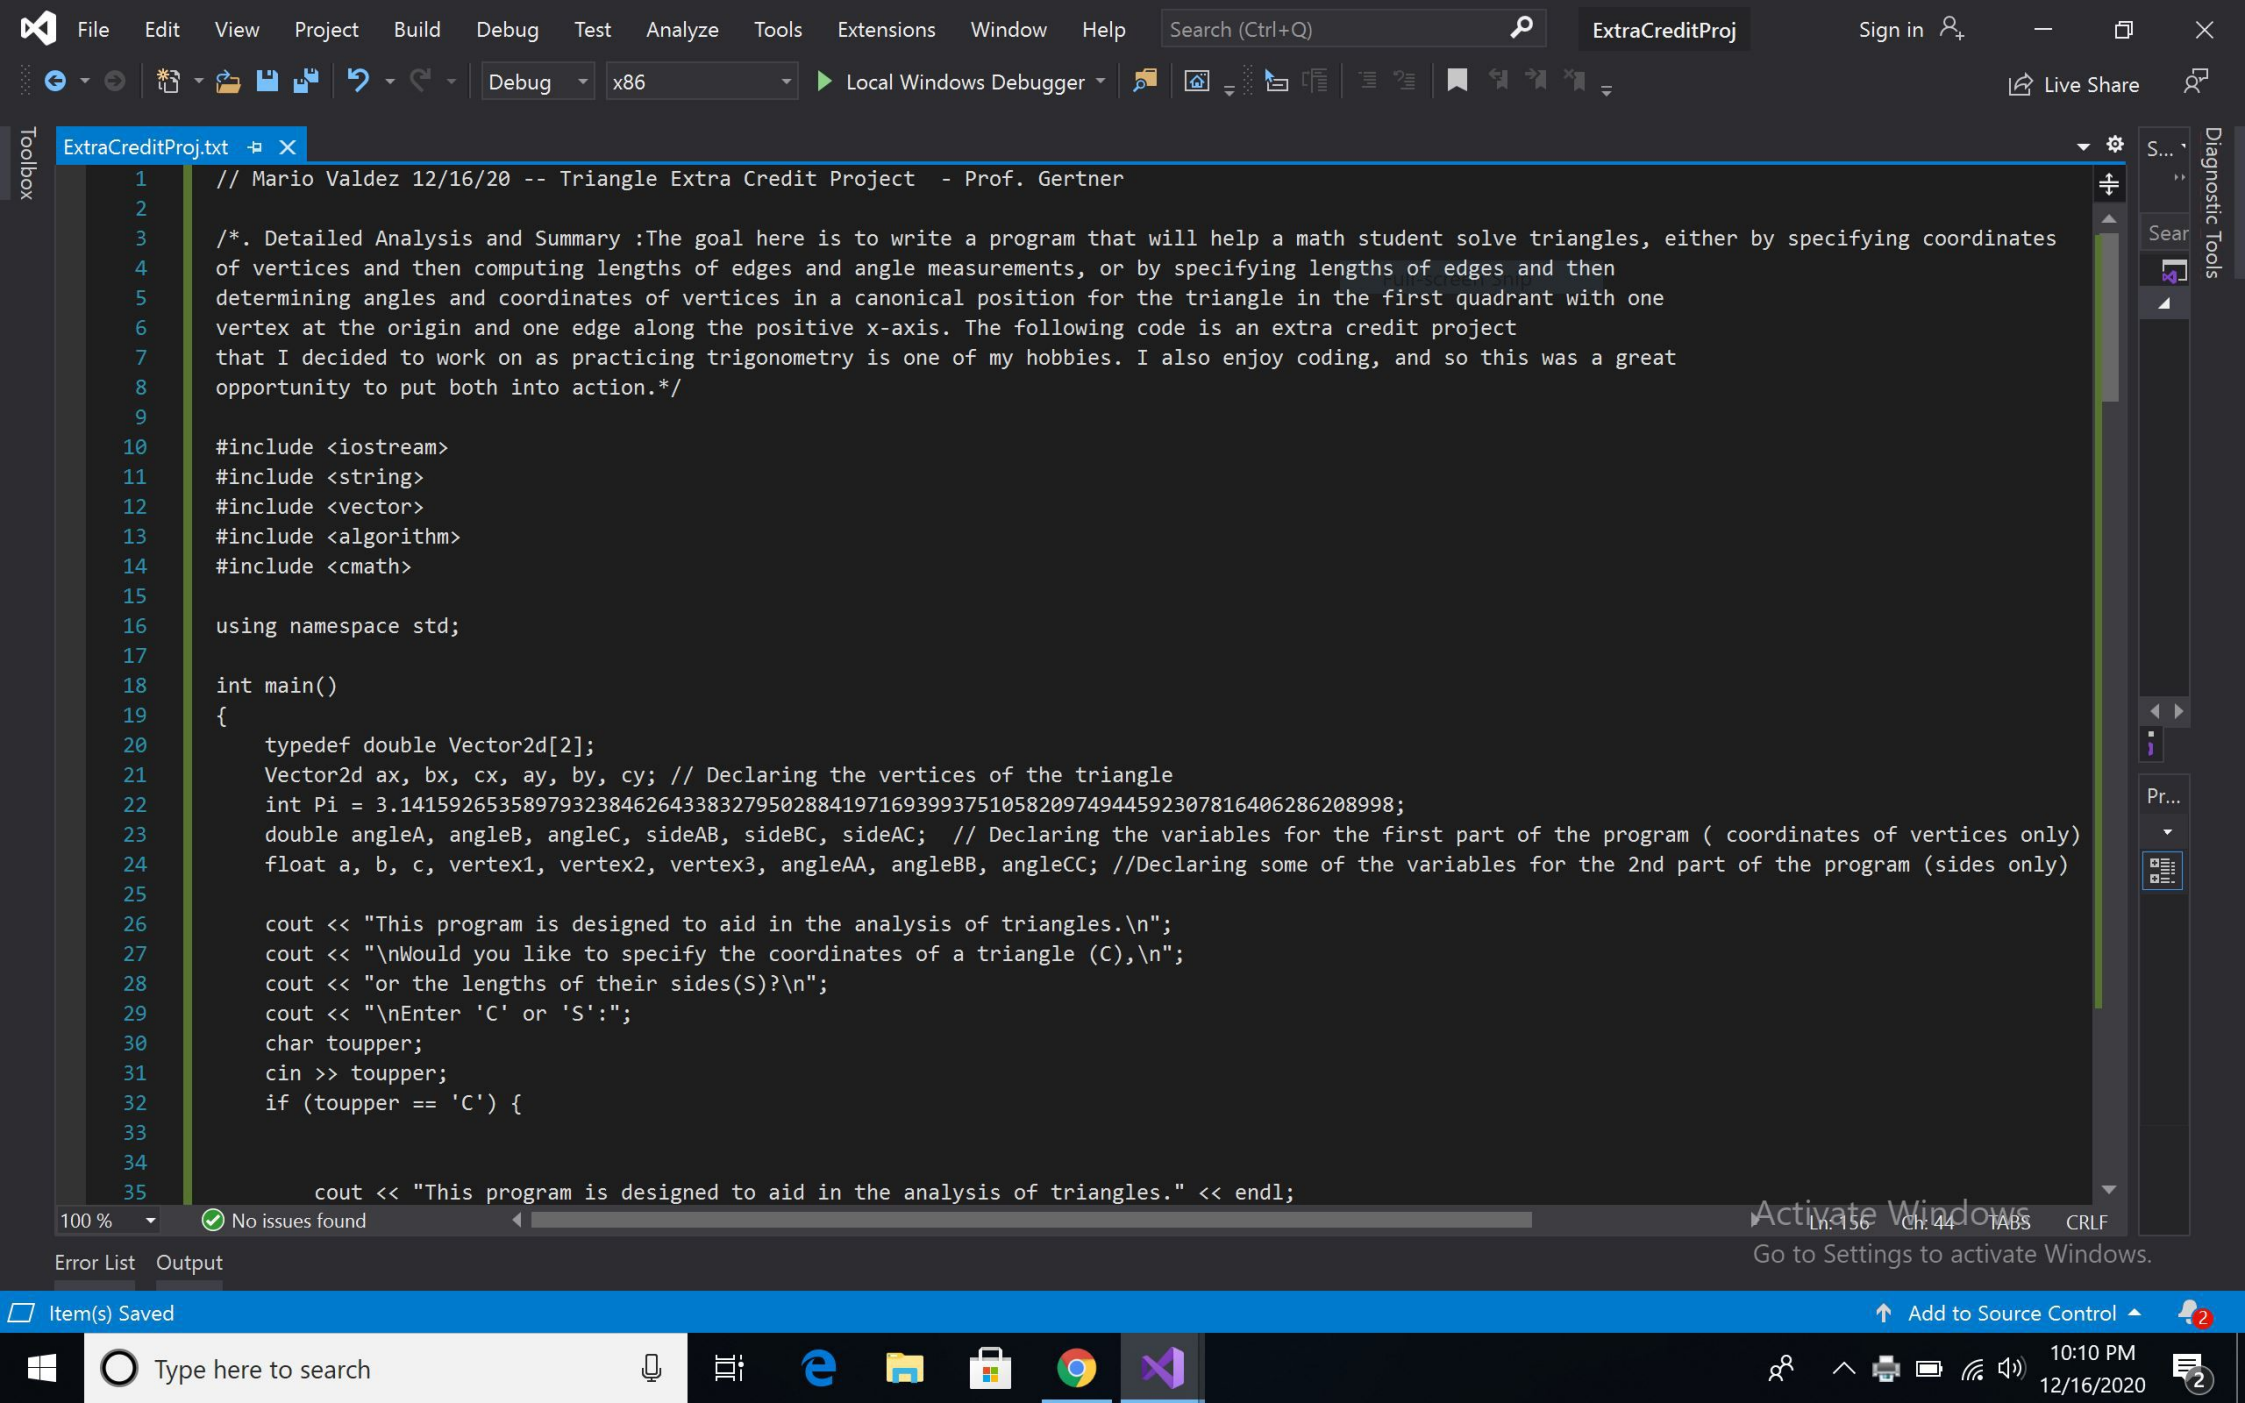 File Edit View Project Build Debug Test Analyze Tools Extensions Window Help Search (Ctrl+Q) ExtraCreditProj Sign in
Debug x86 Local Windows Debugger Live Share
Toolbox
ExtraCreditProj.txt
1 // Mario Valdez 12/16/20 -- Triangle Extra Credit Project  - Prof. Gertner
2
3 /*. Detailed Analysis and Summary :The goal here is to write a program that will help a math student solve triangles, either by specifying coordinates
4 of vertices and then computing lengths of edges and angle measurements, or by specifying lengths of edges and then
5 determining angles and coordinates of vertices in a canonical position for the triangle in the first quadrant with one
6 vertex at the origin and one edge along the positive x-axis. The following code is an extra credit project
7 that I decided to work on as practicing trigonometry is one of my hobbies. I also enjoy coding, and so this was a great
8 opportunity to put both into action.*/
9
10 #include <iostream>
11 #include <string>
12 #include <vector>
13 #include <algorithm>
14 #include <cmath>
15
16 using namespace std;
17
18 int main()
19 {
20     typedef double Vector2d[2];
21     Vector2d ax, bx, cx, ay, by, cy; // Declaring the vertices of the triangle
22     int Pi = 3.141592653589793238462643383279502884197169399375105820974944592307816406286208998;
23     double angleA, angleB, angleC, sideAB, sideBC, sideAC;  // Declaring the variables for the first part of the program ( coordinates of vertices only)
24     float a, b, c, vertex1, vertex2, vertex3, angleAA, angleBB, angleCC; //Declaring some of the variables for the 2nd part of the program (sides only)
25
26     cout << "This program is designed to aid in the analysis of triangles.\n";
27     cout << "\nWould you like to specify the coordinates of a triangle (C),\n";
28     cout << "or the lengths of their sides(S)?\n";
29     cout << "\nEnter 'C' or 'S':";
30     char toupper;
31     cin >> toupper;
32     if (toupper == 'C') {
33
34
35         cout << "This program is designed to aid in the analysis of triangles." << endl;
S...
Sear
Pr...
Diagnostic Tools
Full-screen Snip
100 % No issues found Ln: 156 Ch: 44 TABS CRLF
Activate Windows
Go to Settings to activate Windows.
Error List Output
Item(s) Saved Add to Source Control 2
Type here to search
10:10 PM
12/16/2020
2